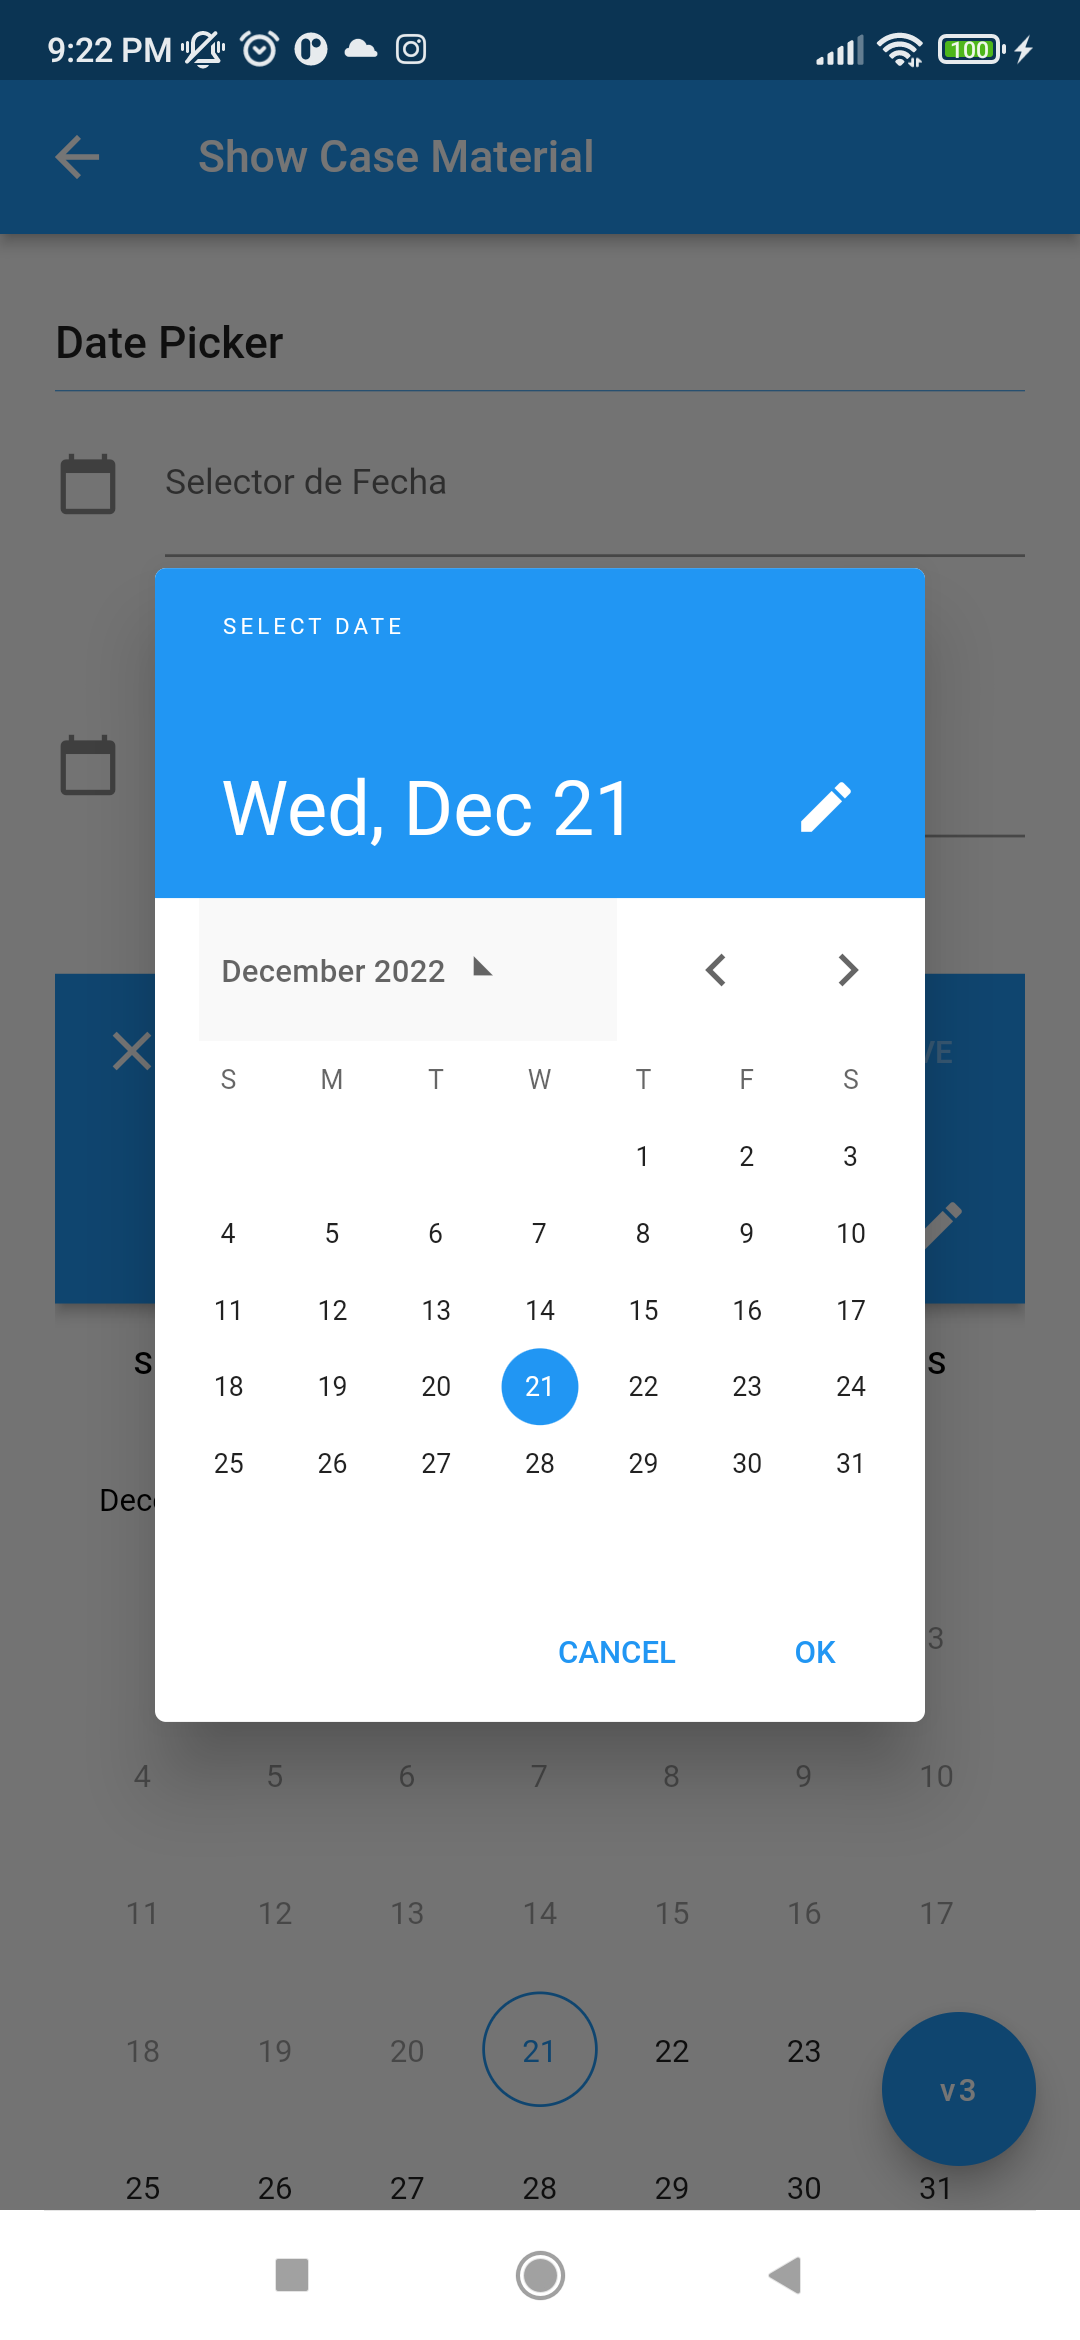 9:22 PM
100
Show Case Material
Date Picker
Selector de Fecha
SELECT DATE
Wed, Dec 21
December 2022
VE
S M T W T F S
1 2 3
4 5 6 7 8 9 10
11 12 13 14 15 16 17
S
S
18 19 20 21 22 23 24
25 26 27 28 29 30 31
Dec
CANCEL OK
3
4 5 6 7 8 9 10
11 12 13 14 15 16 17
18 19 20 21 22 23
v3
25 26 27 28 29 30 31